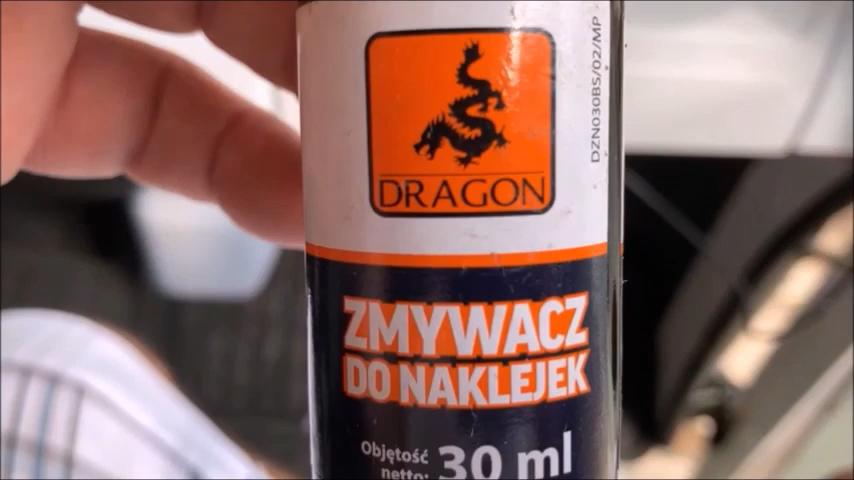 DRAGON
DZN030BS/02/MP
ZMYWACZ
DO NAKLEJEK
Objętość
netto: 30 ml